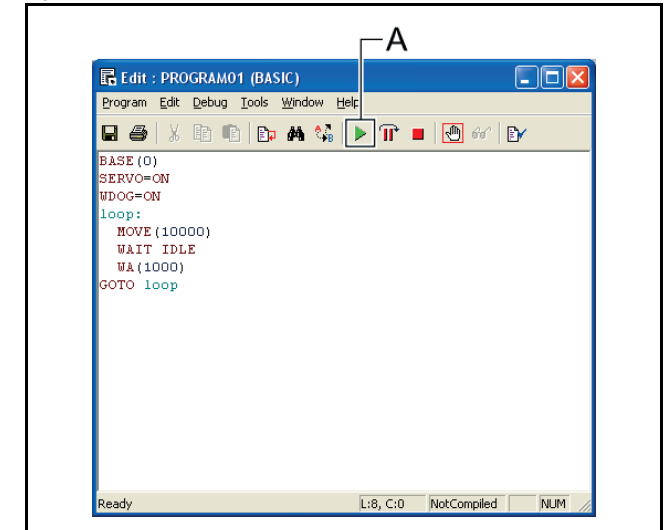 A
Edit : PROGRAM01 (BASIC)
Program Edit Debug Tools Window Help
BASE(0)
SERVO=ON
WDOG=ON
loop:
MOVE(10000)
WAIT IDLE
WA(1000)
GOTO loop
Ready L:8, C:0 NotCompiled NUM